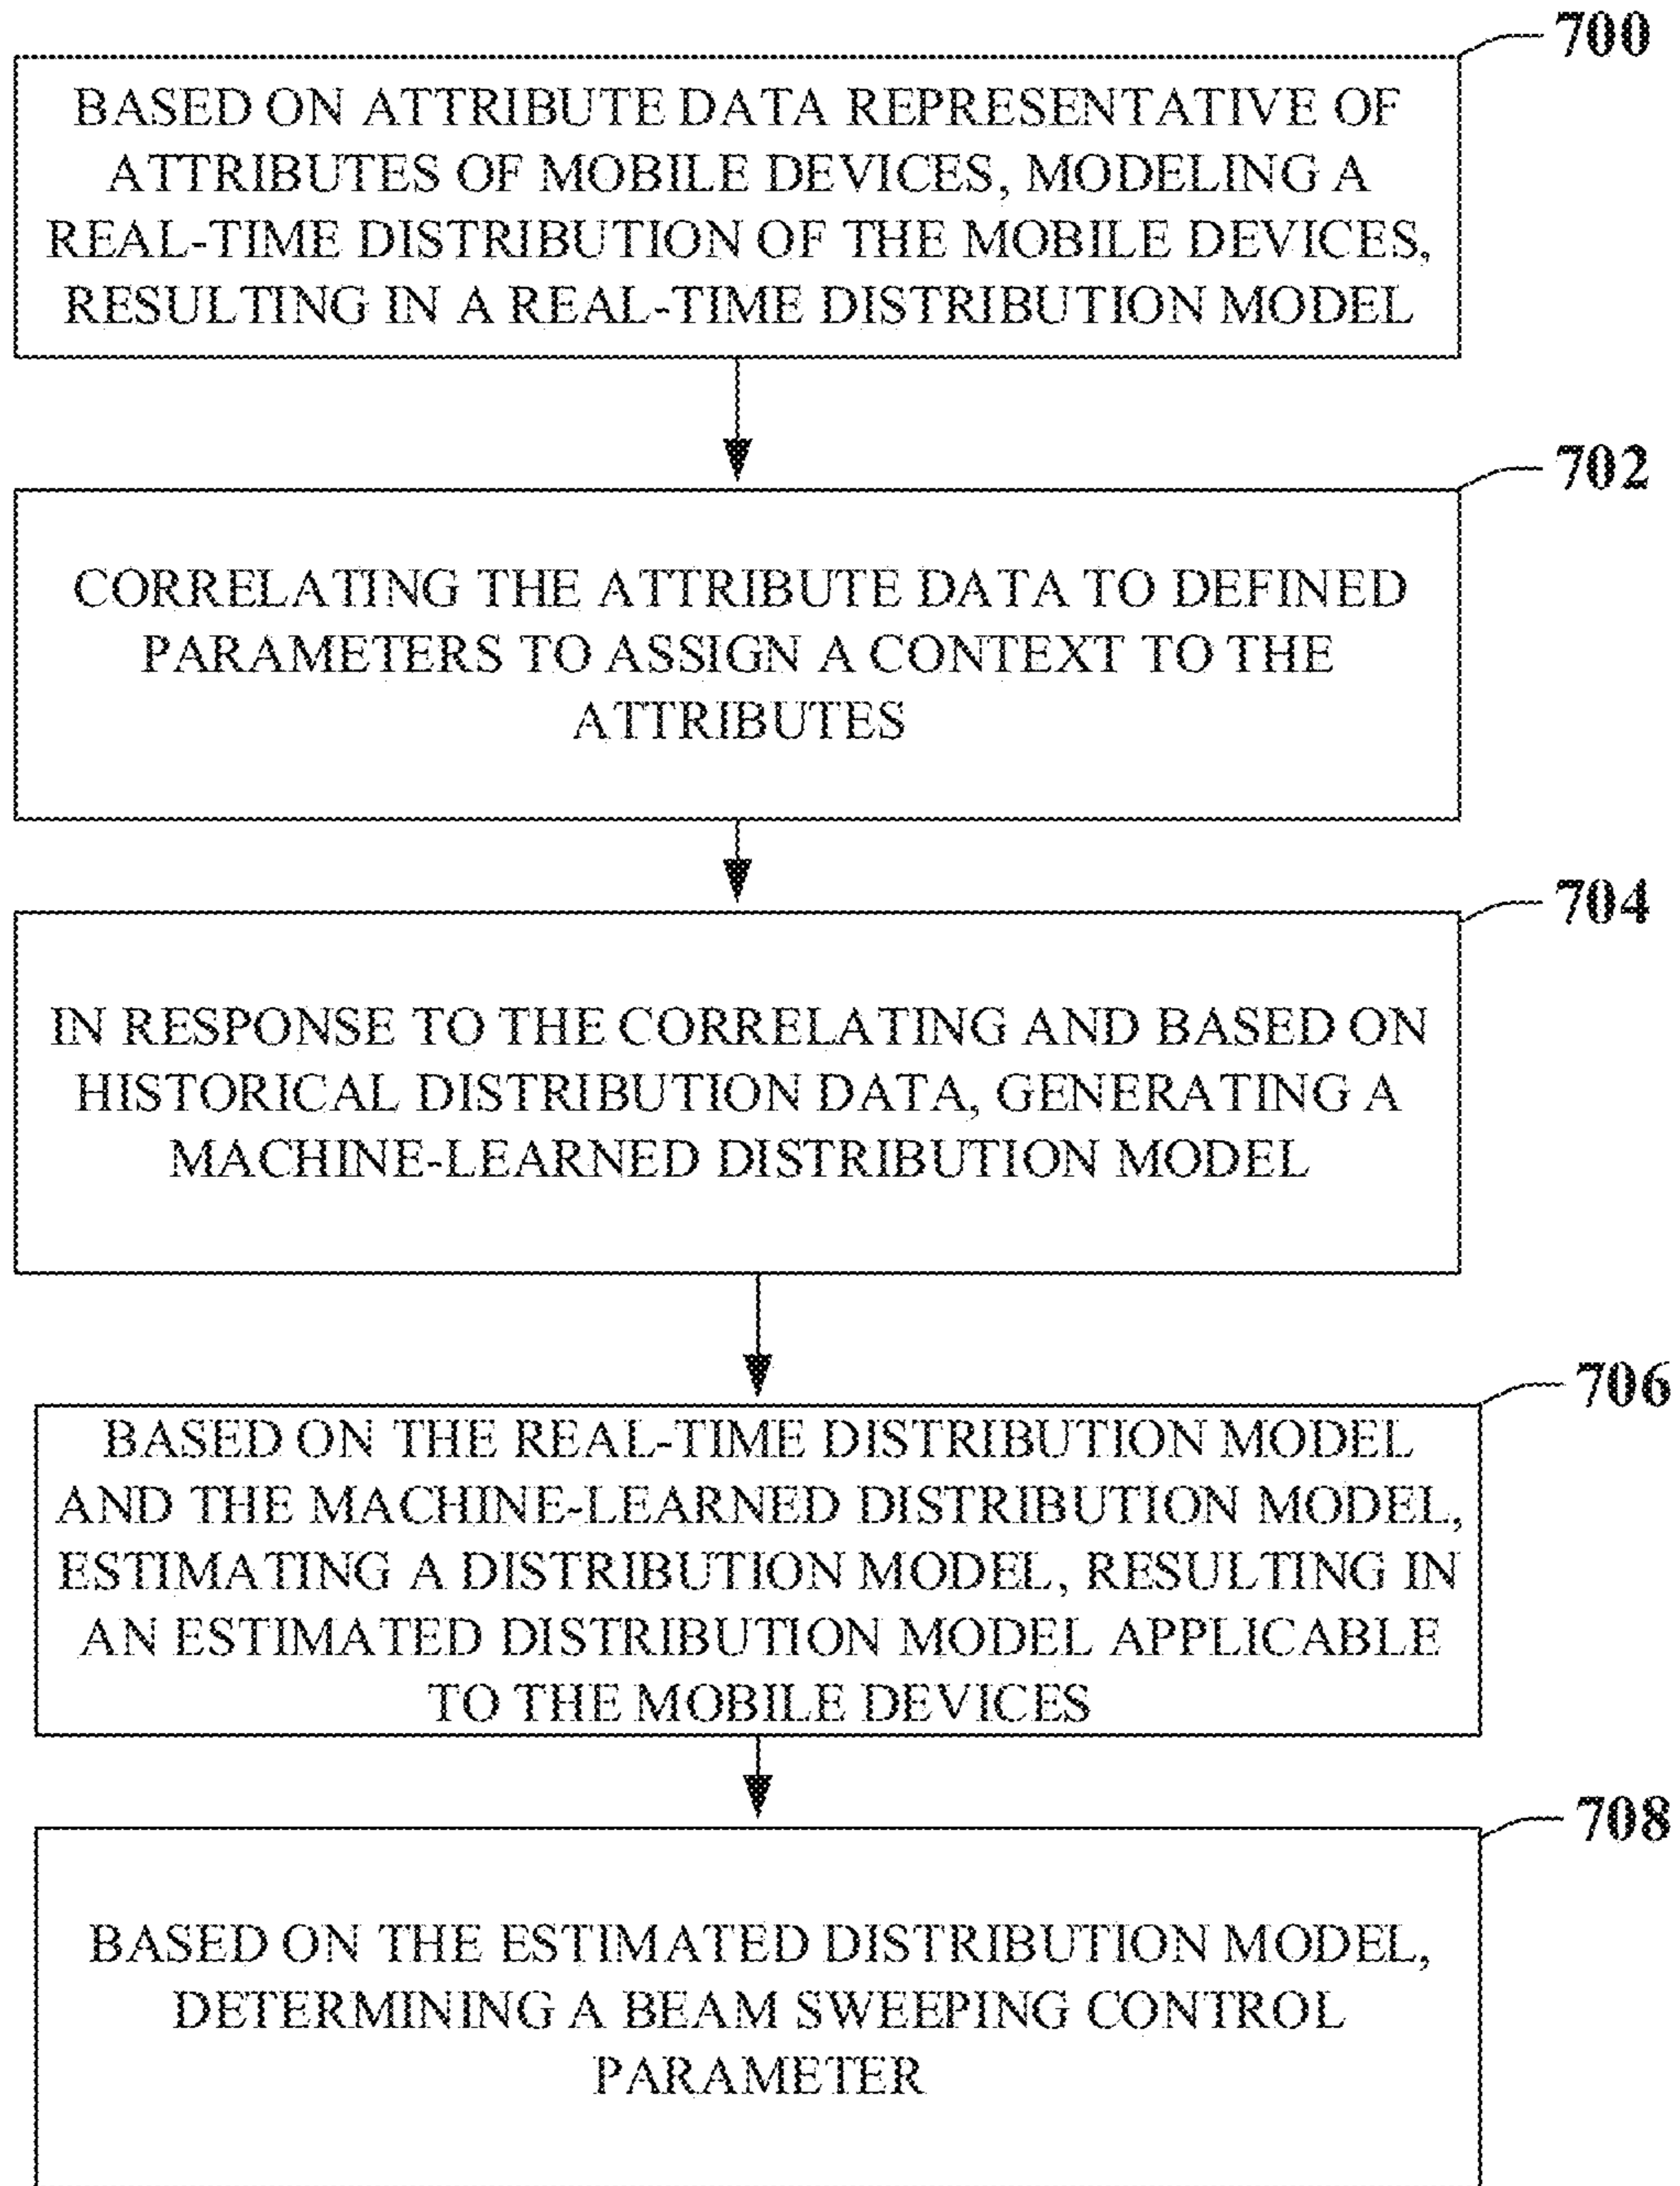 700
BASED ON ATTRIBUTE DATA REPRESENTATIVE OF
ATTRIBUTES OF MOBILE DEVICES, MODELING A
REAL-TIME DISTRIBUTION OF THE MOBILE DEVICES,
RESULTING IN A REAL-TIME DISTRIBUTION MODEL
702
CORRELATING THE ATTRIBUTE DATA TO DEFINED
PARAMETERS TO ASSIGN A CONTEXT TO THE
ATTRIBUTES
704
IN RESPONSE TO THE CORRELATING AND BASED ON
HISTORICAL DISTRIBUTION DATA, GENERATING A
MACHINE-LEARNED DISTRIBUTION MODEL
706
BASED ON THE REAL-TIME DISTRIBUTION MODEL
AND THE MACHINE-LEARNED DISTRIBUTION MODEL,
ESTIMATING A DISTRIBUTION MODEL, RESULTING IN
AN ESTIMATED DISTRIBUTION MODEL APPLICABLE
TO THE MOBILE DEVICES
708
BASED ON THE ESTIMATED DISTRIBUTION MODEL,
DETERMINING A BEAM SWEEPING CONTROL
PARAMETER